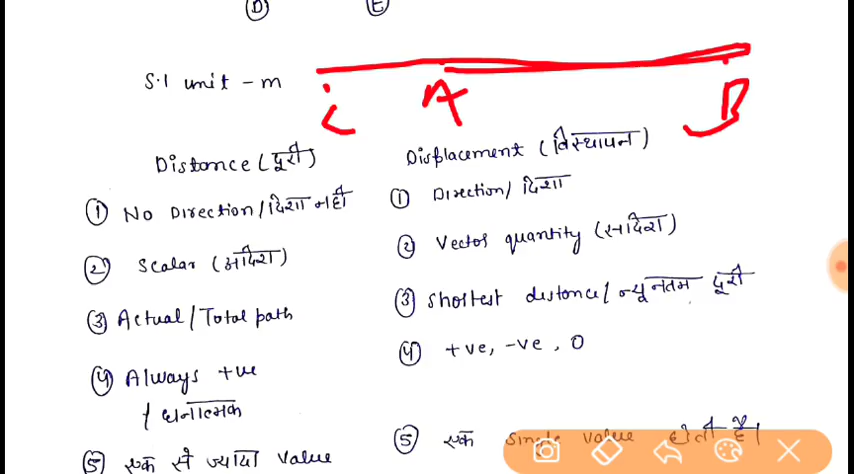 D E
S.I unit - m
C A B
Distance (दूरी)
Displacement (विस्थापन)
① No Direction / दिशा नहीं
① Direction / दिशा
② Scalar (अदिश)
② Vector quantity (सदिश)
③ Actual / Total path
③ Shortest distance / न्यूनतम दूरी
④ Always +ve
/ धनात्मक
④ +ve, -ve, 0
⑤ एक से ज्यादा value
⑤ एक single value होती है।